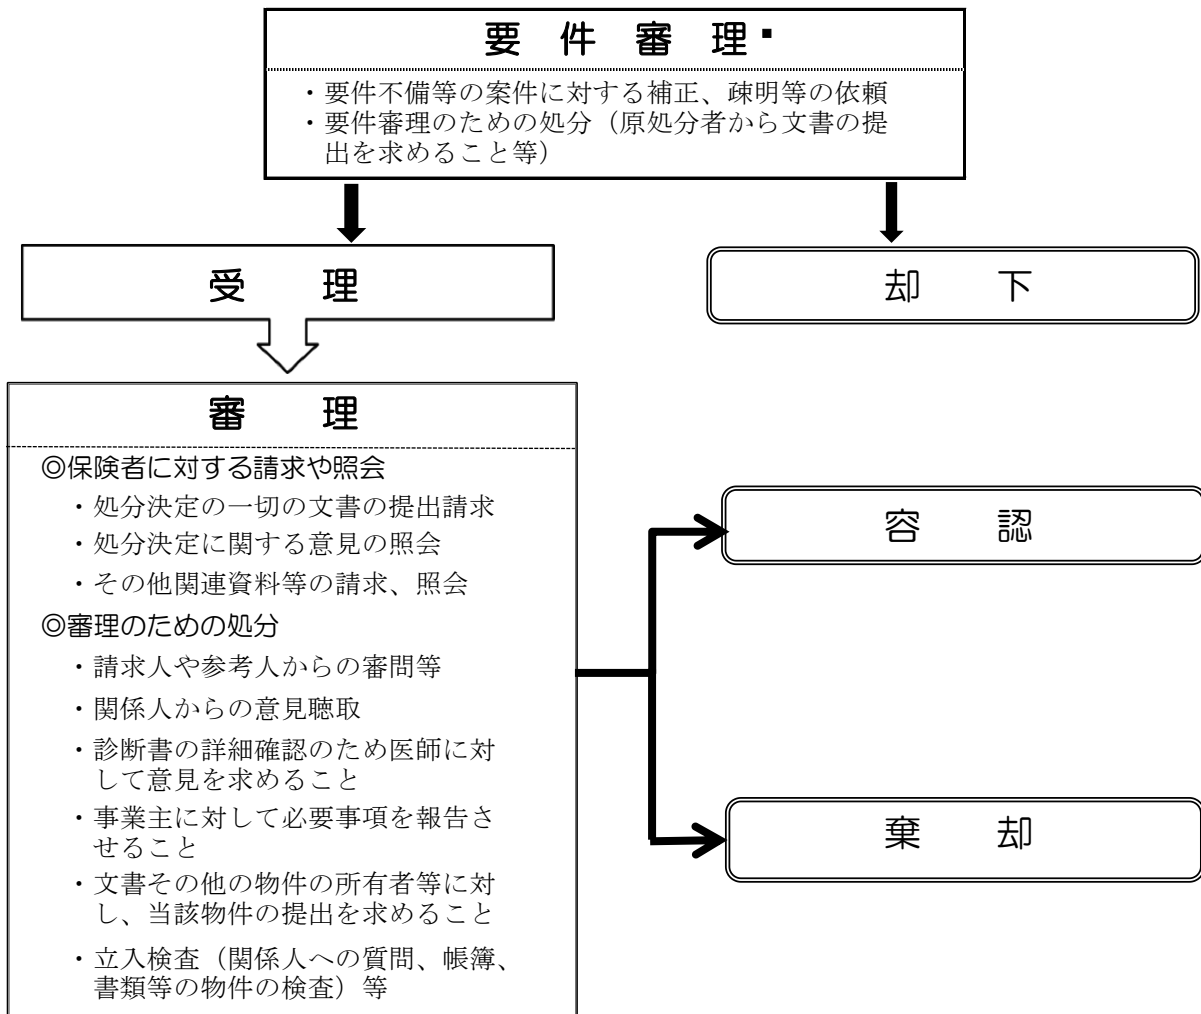 要件審理▪
・要件不備等の案件に対する補正、疎明等の依頼
・要件審理のための処分（原処分者から文書の提
出を求めること等）
受理
却下
審理
◎保険者に対する請求や照会
・処分決定の一切の文書の提出請求
・処分決定に関する意見の照会
・その他関連資料等の請求、照会
◎審理のための処分
・請求人や参考人からの審問等
・関係人からの意見聴取
・診断書の詳細確認のため医師に対
して意見を求めること
・事業主に対して必要事項を報告さ
せること
・文書その他の物件の所有者等に対
し、当該物件の提出を求めること
・立入検査（関係人への質問、帳簿、
書類等の物件の検査）等
容認
棄却